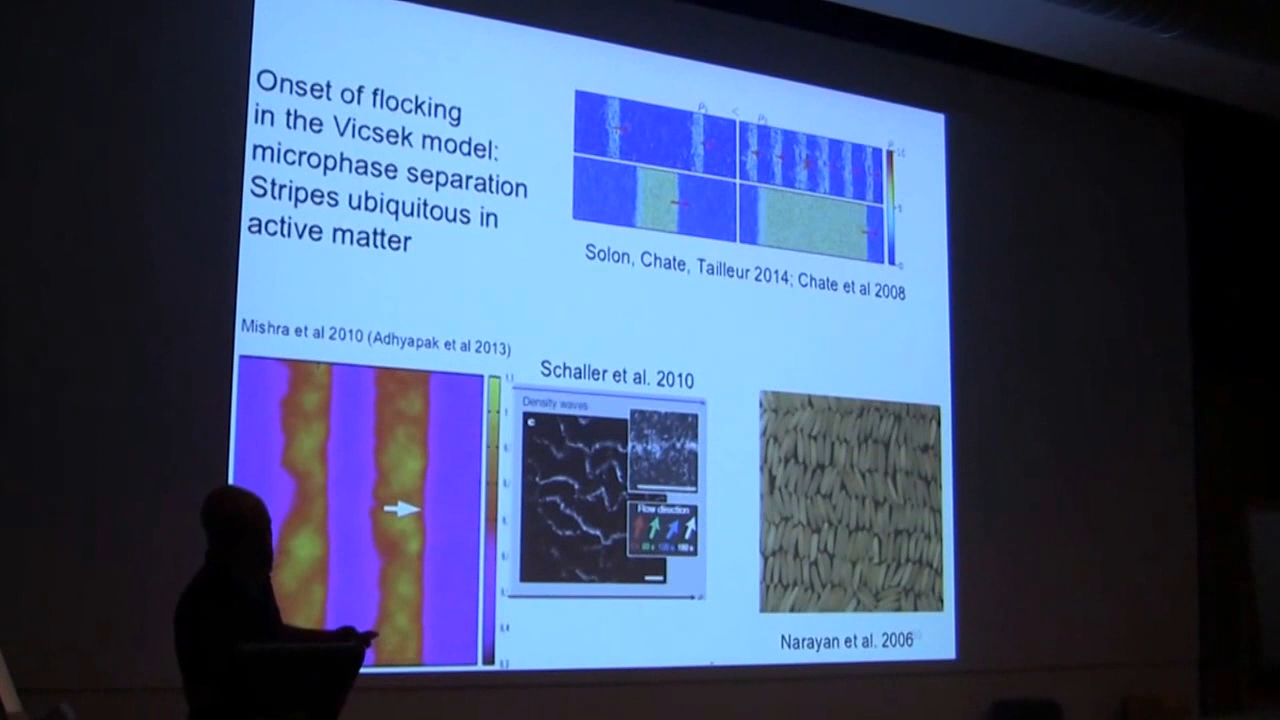 Onset of flocking
in the Vicsek model:
microphase separation
Stripes ubiquitous in
active matter
Solon, Chate, Tailleur 2014; Chate et al 2008
Mishra et al 2010 (Adhyapak et al 2013)
Schaller et al. 2010
Density waves
Flow direction
Narayan et al. 2006